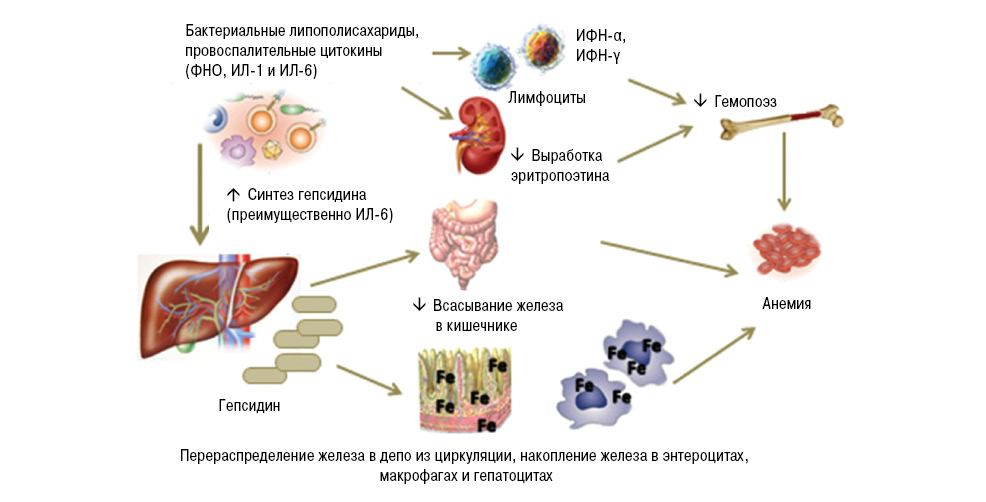 Бактериальные липополисахариды,
провоспалительные цитокины
(ФНО, ИЛ-1 и ИЛ-6)
ИФН-α,
ИФН-γ
Лимфоциты
↓ Гемопоэз
↓ Выработка
эритропоэтина
↑ Синтез гепсидина
(преимущественно ИЛ-6)
↓ Всасывание железа
в кишечнике
Анемия
Гепсидин
Fe
Fe
Fe
Fe
Fe
Fe
Fe
Fe
Fe
Fe
Перераспределение железа в депо из циркуляции, накопление железа в энтероцитах,
макрофагах и гепатоцитах